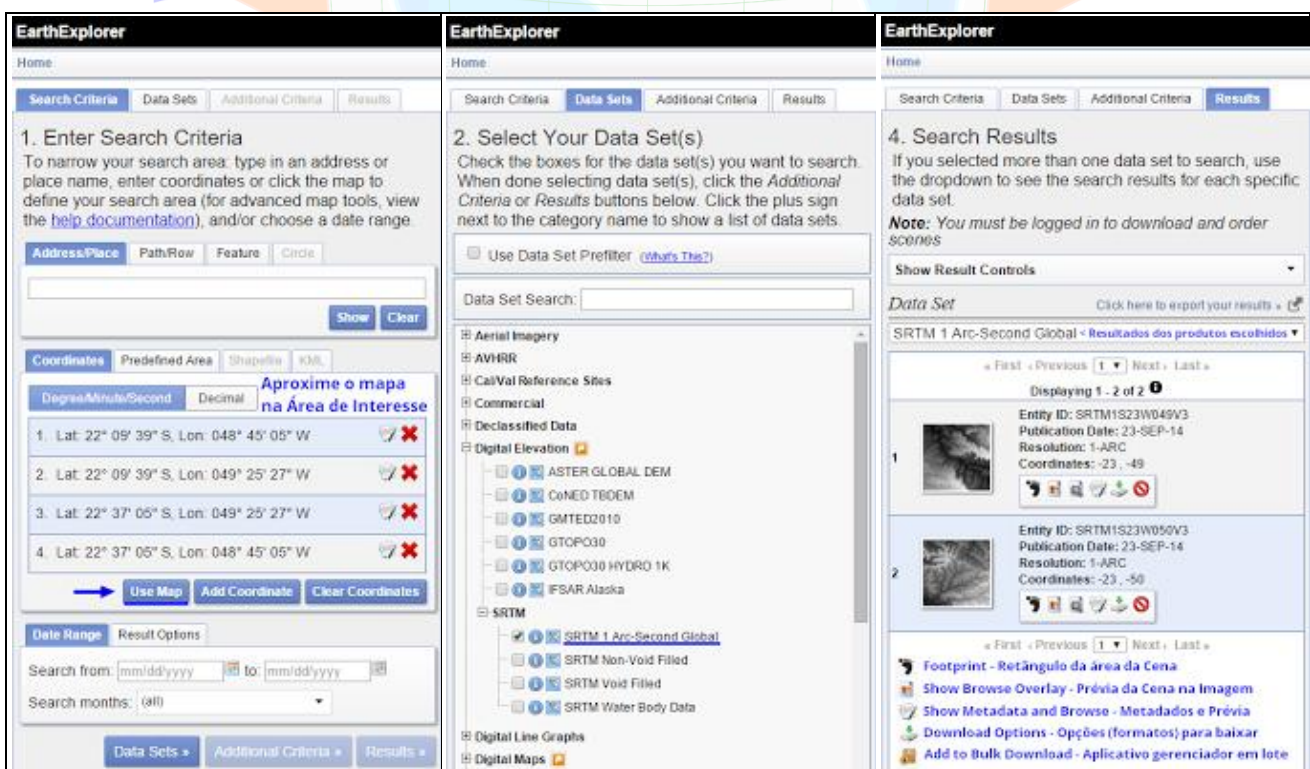 EarthExplorer
Home
Search Criteria Data Sets Additional Criteria Results
1. Enter Search Criteria
To narrow your search area: type in an address or
place name, enter coordinates or click the map to
define your search area (for advanced map tools, view
the help documentation), and/or choose a date range.
Address/Place Path/Row Feature Circle
Show Clear
Coordinates Predefined Area Shapefile KML
Degree/Minute/Second Decimal
Aproxime o mapa
na Área de Interesse
1. Lat: 22° 09' 39" S, Lon: 048° 45' 05" W
2. Lat: 22° 09' 39" S, Lon: 049° 25' 27" W
3. Lat: 22° 37' 05" S, Lon: 049° 25' 27" W
4. Lat: 22° 37' 05" S, Lon: 048° 45' 05" W
Use Map Add Coordinate Clear Coordinates
Date Range Result Options
Search from: mm/dd/yyyy to: mm/dd/yyyy
Search months: (all)
Data Sets » Additional Criteria » Results »
EarthExplorer
Home
Search Criteria Data Sets Additional Criteria Results
2. Select Your Data Set(s)
Check the boxes for the data set(s) you want to search.
When done selecting data set(s), click the Additional
Criteria or Results buttons below. Click the plus sign
next to the category name to show a list of data sets.
Use Data Set Prefilter (What's This?)
Data Set Search:
Aerial Imagery
AVHRR
Cal/Val Reference Sites
Commercial
Declassified Data
Digital Elevation
ASTER GLOBAL DEM
CoNED TBDEM
GMTED2010
GTOPO30
GTOPO30 HYDRO 1K
IFSAR Alaska
SRTM
SRTM 1 Arc-Second Global
SRTM Non-Void Filled
SRTM Void Filled
SRTM Water Body Data
Digital Line Graphs
Digital Maps
EarthExplorer
Home
Search Criteria Data Sets Additional Criteria Results
4. Search Results
If you selected more than one data set to search, use
the dropdown to see the search results for each specific
data set.
Note: You must be logged in to download and order
scenes
Show Result Controls
Data Set Click here to export your results »
SRTM 1 Arc-Second Global < Resultados dos produtos escolhidos
« First ‹ Previous 1 Next › Last »
Displaying 1 - 2 of 2
1
Entity ID: SRTM1S23W049V3
Publication Date: 23-SEP-14
Resolution: 1-ARC
Coordinates: -23 , -49
2
Entity ID: SRTM1S23W050V3
Publication Date: 23-SEP-14
Resolution: 1-ARC
Coordinates: -23 , -50
« First ‹ Previous 1 Next › Last »
Footprint - Retângulo da área da Cena
Show Browse Overlay - Prévia da Cena na Imagem
Show Metadata and Browse - Metadados e Prévia
Download Options - Opções (formatos) para baixar
Add to Bulk Download - Aplicativo gerenciador em lote